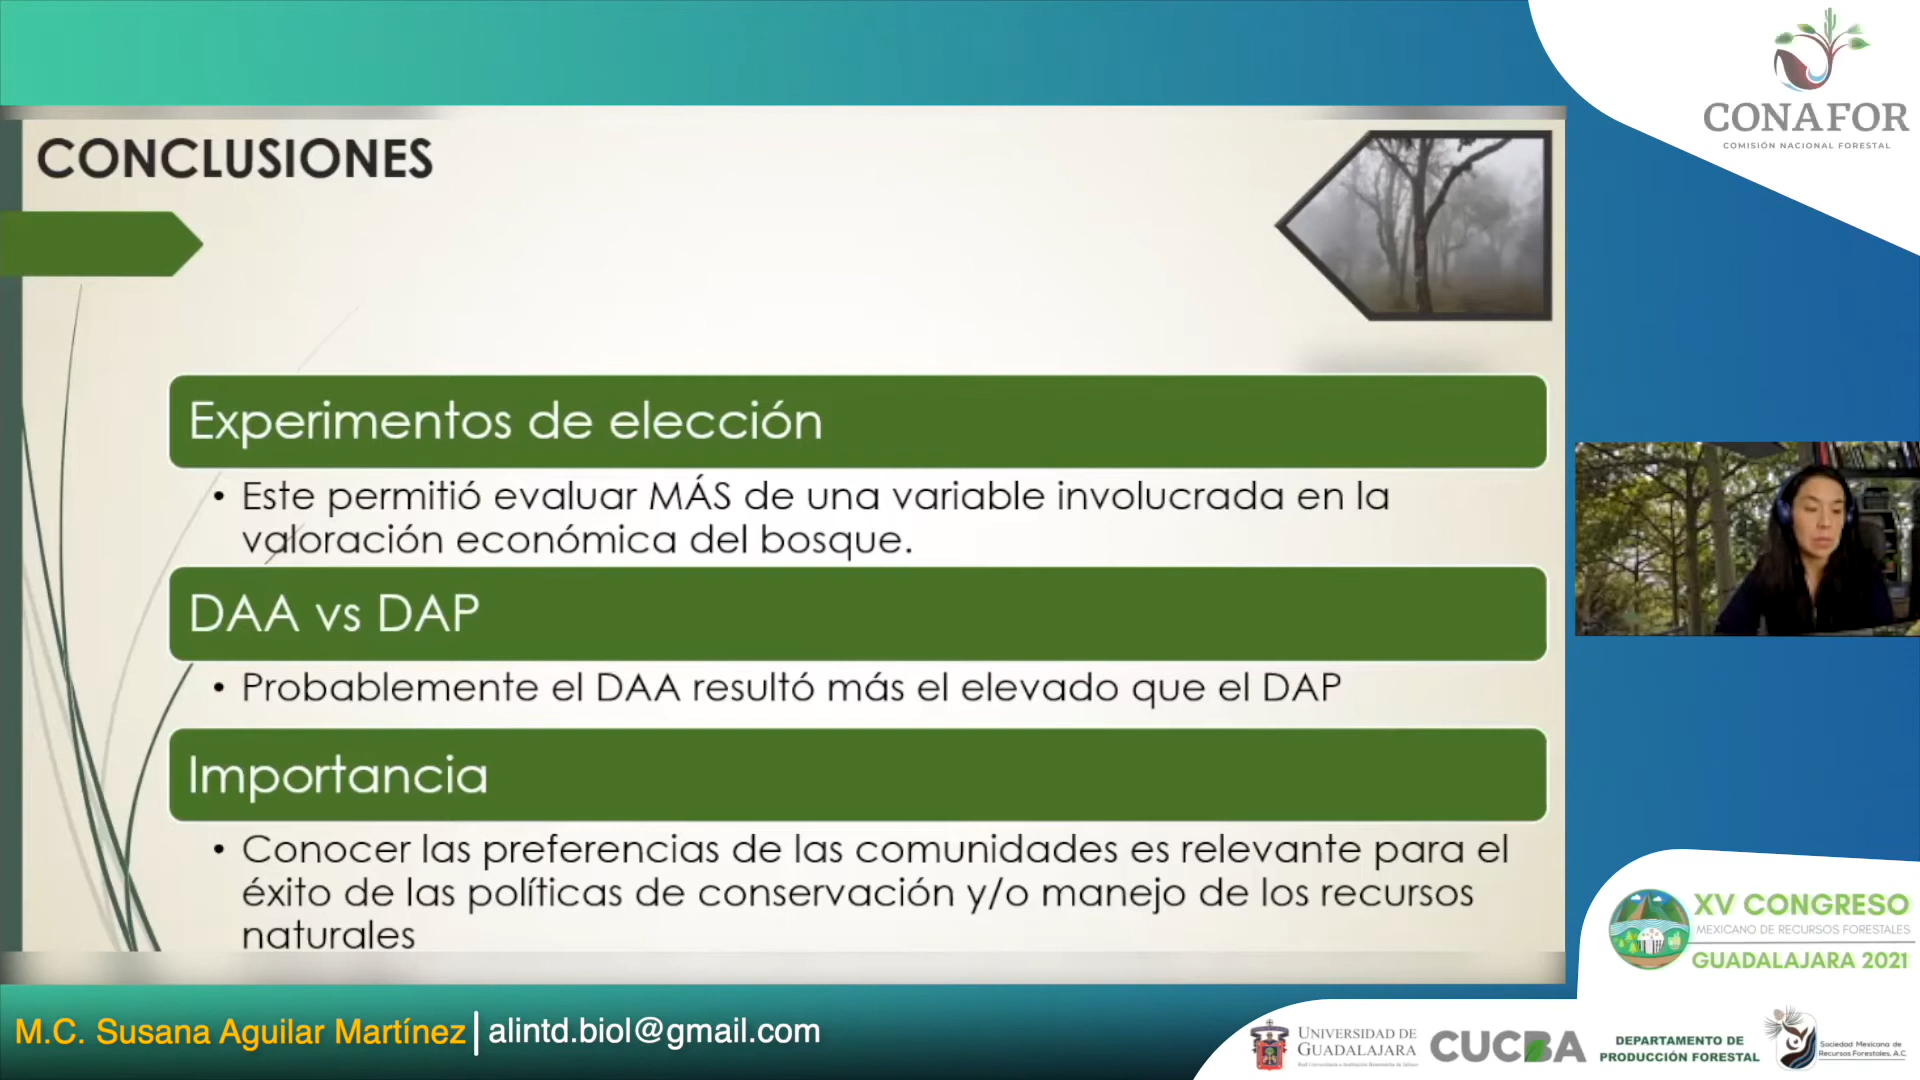 CONAFOR
COMISIÓN NACIONAL FORESTAL
CONCLUSIONES
Experimentos de elección
• Este permitió evaluar MÁS de una variable involucrada en la
valoración económica del bosque.
DAA vs DAP
• Probablemente el DAA resultó más el elevado que el DAP
Importancia
• Conocer las preferencias de las comunidades es relevante para el
éxito de las políticas de conservación y/o manejo de los recursos
naturales
XV CONGRESO
MEXICANO DE RECURSOS FORESTALES
GUADALAJARA 2021
M.C. Susana Aguilar Martínez | alintd.biol@gmail.com
UNIVERSIDAD DE
GUADALAJARA
CUCBA
DEPARTAMENTO DE
PRODUCCIÓN FORESTAL
Sociedad Mexicana de
Recursos Forestales, A.C.